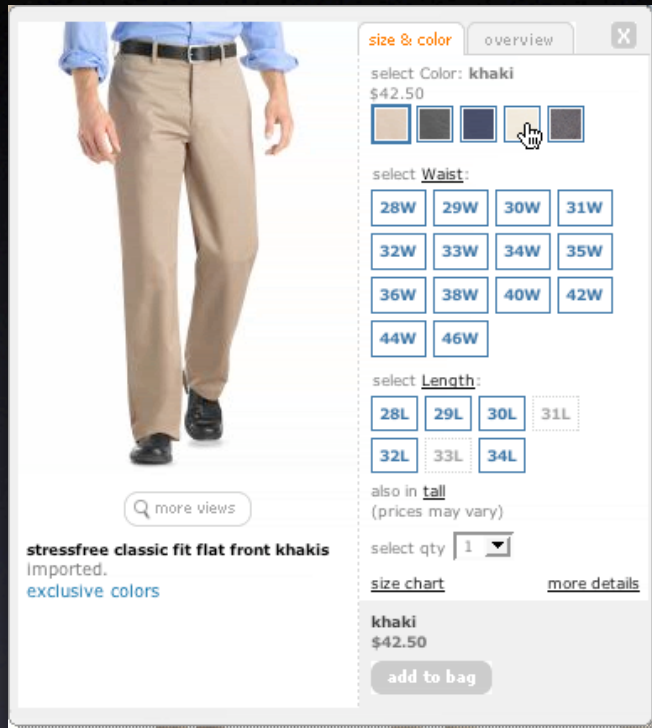 size & color
overview
X
select Color: khaki
$42.50
select Waist:
28W 29W 30W 31W
32W 33W 34W 35W
36W 38W 40W 42W
44W 46W
select Length:
28L 29L 30L 31L
32L 33L 34L
also in tall
(prices may vary)
select qty 1
size chart more details
khaki
$42.50
add to bag
more views
stressfree classic fit flat front khakis
imported.
exclusive colors